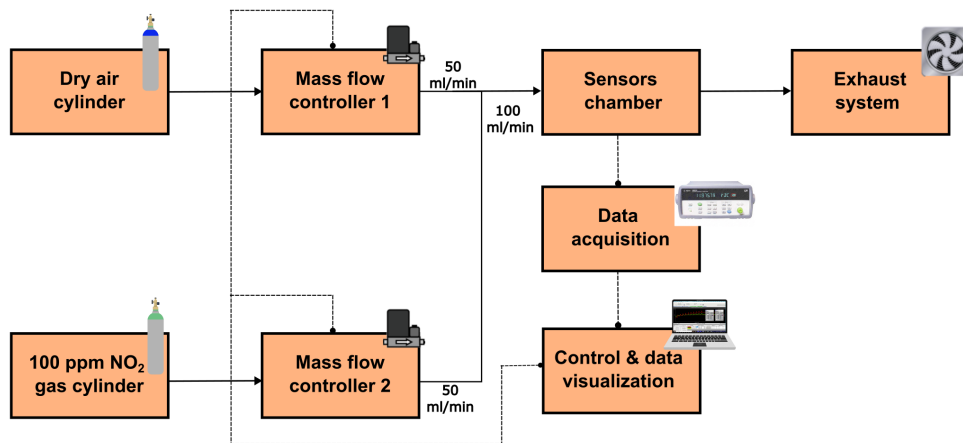 Dry air
cylinder
Mass flow
controller 1
50
ml/min
100
ml/min
Sensors
chamber
Exhaust
system
Data
acquisition
100 ppm NO₂
gas cylinder
Mass flow
controller 2
50
ml/min
Control & data
visualization